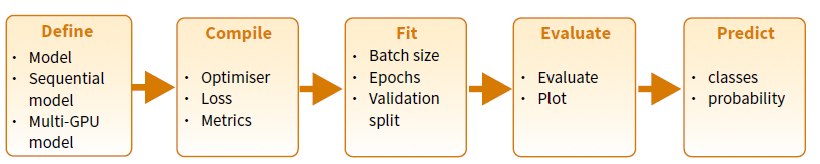 Define
• Model
• Sequential
model
• Multi-GPU
model
Compile
• Optimiser
• Loss
• Metrics
Fit
• Batch size
• Epochs
• Validation
split
Evaluate
• Evaluate
• Plot
Predict
• classes
• probability